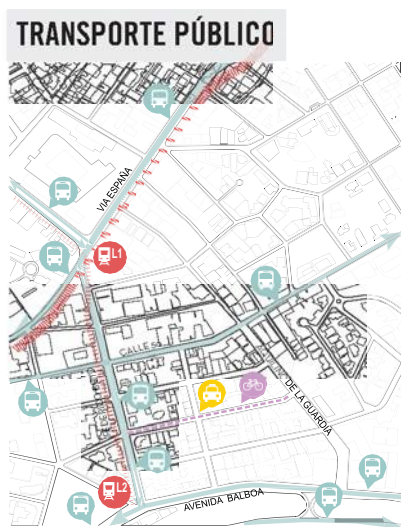 TRANSPORTE PÚBLICO
VIA ESPAÑA
L1
CALLE 50
DE LA GUARDIA
L2
AVENIDA BALBOA